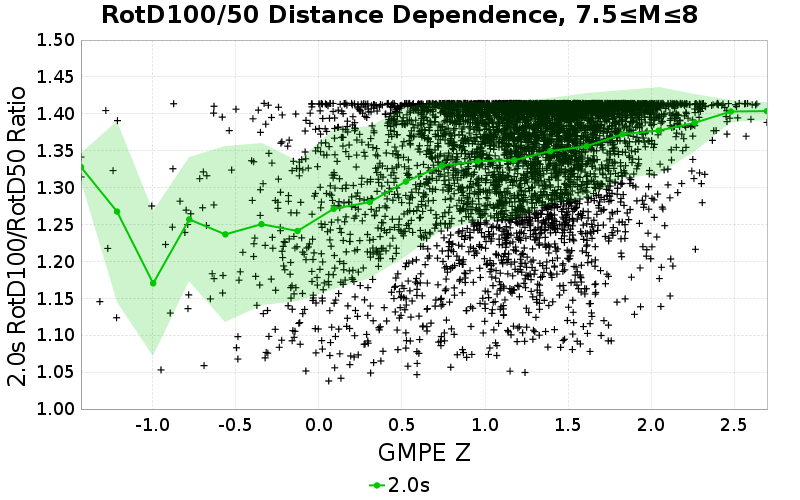 RotD100/50 Distance Dependence, 7.5≤M≤8
1.50
1.45
1.40
1.35
1.30
1.25
1.20
1.15
1.10
1.05
1.00
2.0s RotD100/RotD50 Ratio
-1.0 -0.5 0.0 0.5 1.0 1.5 2.0 2.5
GMPE Z
2.0s